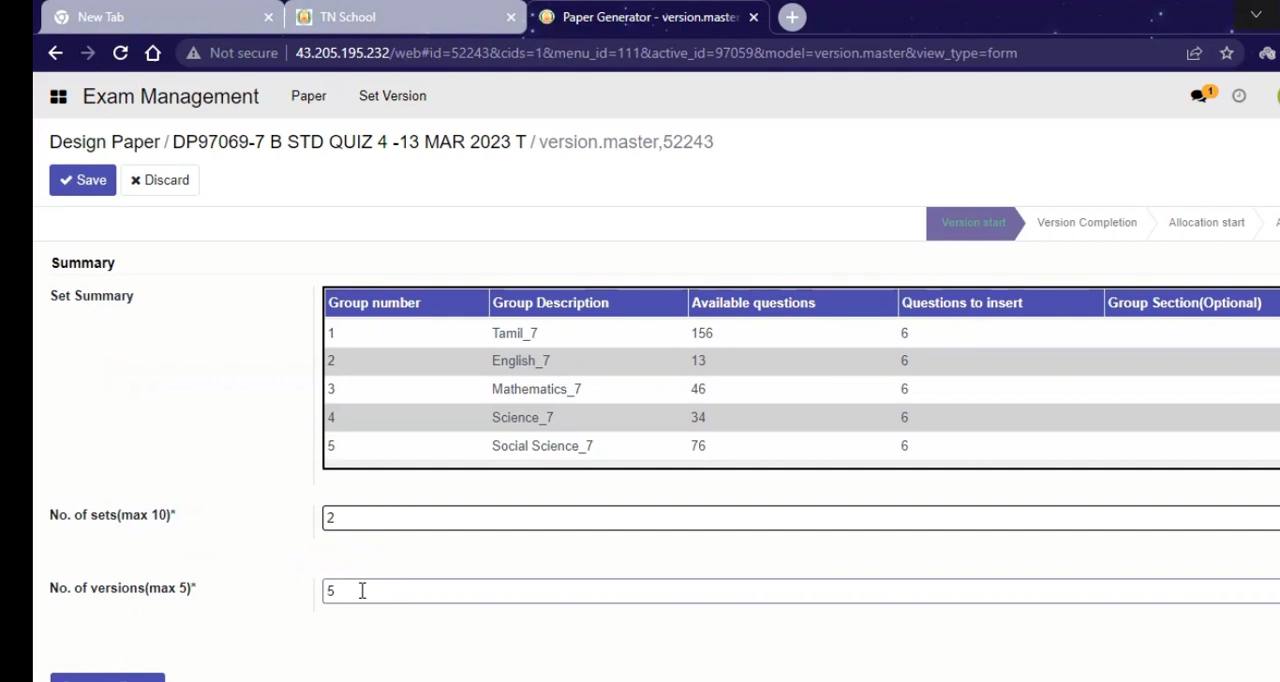 New Tab
TN School
Paper Generator - version.master
Not secure
43.205.195.232/web#id=52243&cids=1&menu_id=111&active_id=97059&model=version.master&view_type=form
Exam Management Paper Set Version
1
Design Paper / DP97069-7 B STD QUIZ 4 -13 MAR 2023 T / version.master,52243
Save Discard
Version start Version Completion Allocation start
Summary
Set Summary
Group number Group Description Available questions Questions to insert Group Section(Optional)
1 Tamil_7 156 6
2 English_7 13 6
3 Mathematics_7 46 6
4 Science_7 34 6
5 Social Science_7 76 6
No. of sets(max 10)* 2
No. of versions(max 5)* 5